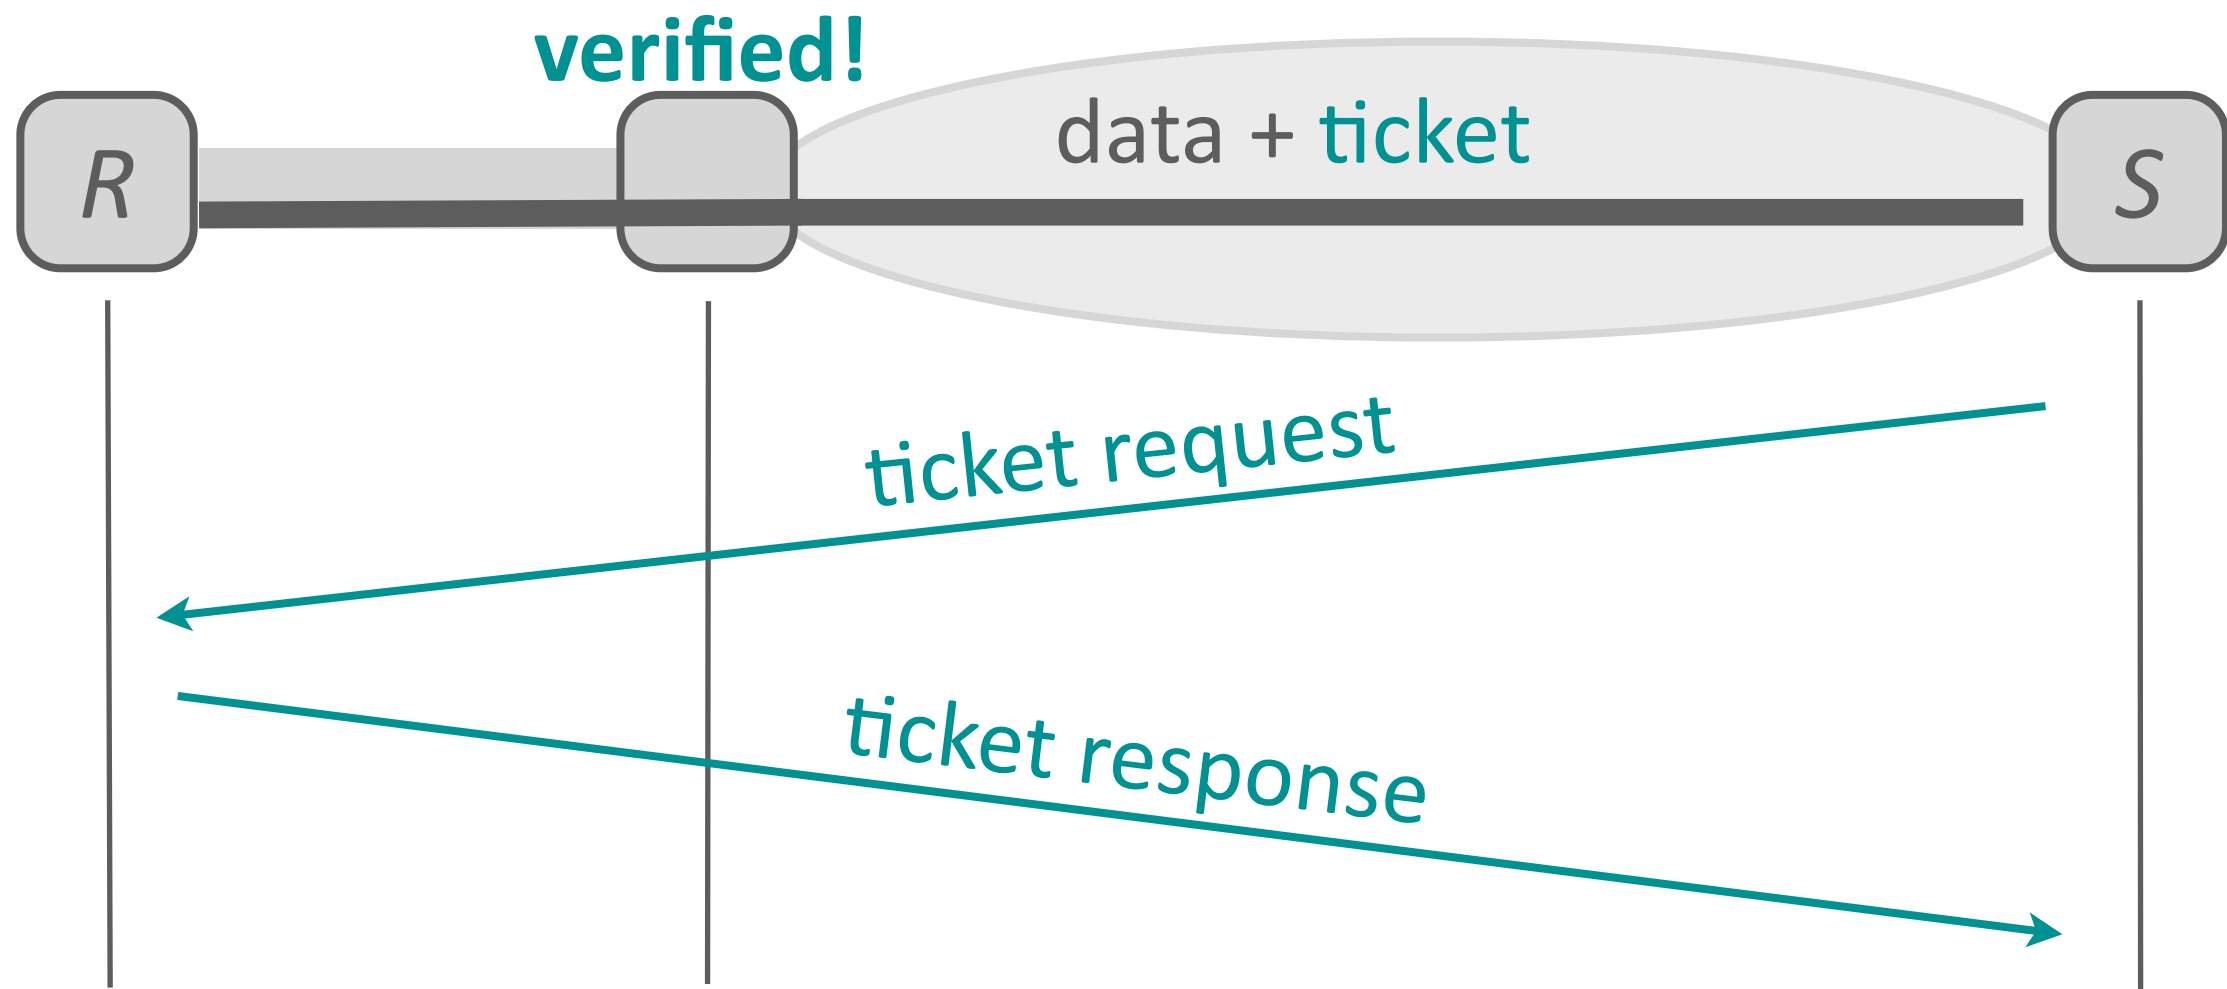 verified!
data + ticket
R
S
ticket request
ticket response